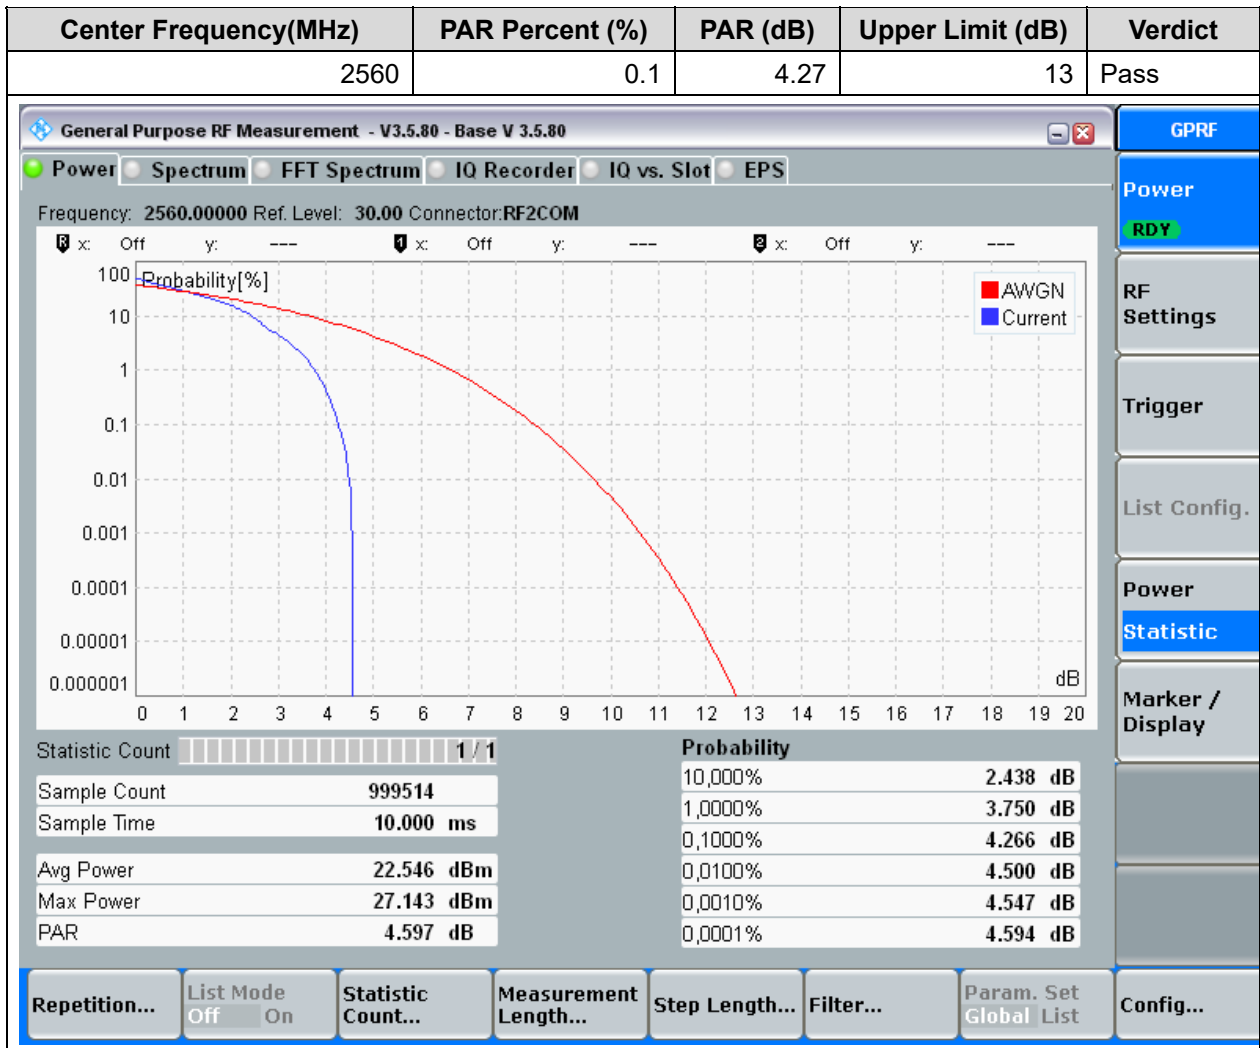 Center Frequency(MHz) PAR Percent (%) PAR (dB) Upper Limit (dB) Verdict
2560 0.1 4.27 13 Pass
General Purpose RF Measurement - V3.5.80 - Base V 3.5.80
GPRF
Power Spectrum FFT Spectrum IQ Recorder IQ vs. Slot EPS
Frequency: 2560.00000 Ref. Level: 30.00 Connector:RF2COM
R x: Off y: --- 1 x: Off y: --- 2 x: Off y: ---
Probability[%]
AWGN
Current
100
10
1
0.1
0.01
0.001
0.0001
0.00001
0.000001
dB
0 1 2 3 4 5 6 7 8 9 10 11 12 13 14 15 16 17 18 19 20
Statistic Count 1 / 1
Sample Count 999514
Sample Time 10.000 ms
Avg Power 22.546 dBm
Max Power 27.143 dBm
PAR 4.597 dB
Probability
10,000% 2.438 dB
1,0000% 3.750 dB
0,1000% 4.266 dB
0,0100% 4.500 dB
0,0010% 4.547 dB
0,0001% 4.594 dB
Power
RDY
RF
Settings
Trigger
List Config.
Power
Statistic
Marker /
Display
Repetition...
List Mode
Off On
Statistic
Count...
Measurement
Length...
Step Length...
Filter...
Param. Set
Global List
Config...